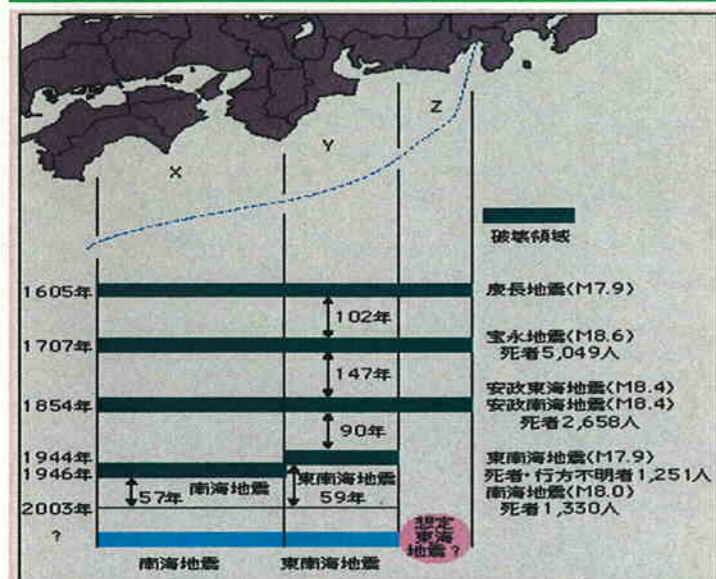 X
Y
Z
破壊領域
1605年
慶長地震(M7.9)
102年
1707年
宝永地震(M8.6)
死者5,049人
147年
1854年
安政東海地震(M8.4)
安政南海地震(M8.4)
死者2,658人
90年
1944年
東南海地震(M7.9)
1946年
南海地震
東南海地震
死者・行方不明者1,251人
57年
59年
南海地震(M8.0)
死者1,330人
2003年
?
想定
東海
地震?
南海地震
東南海地震